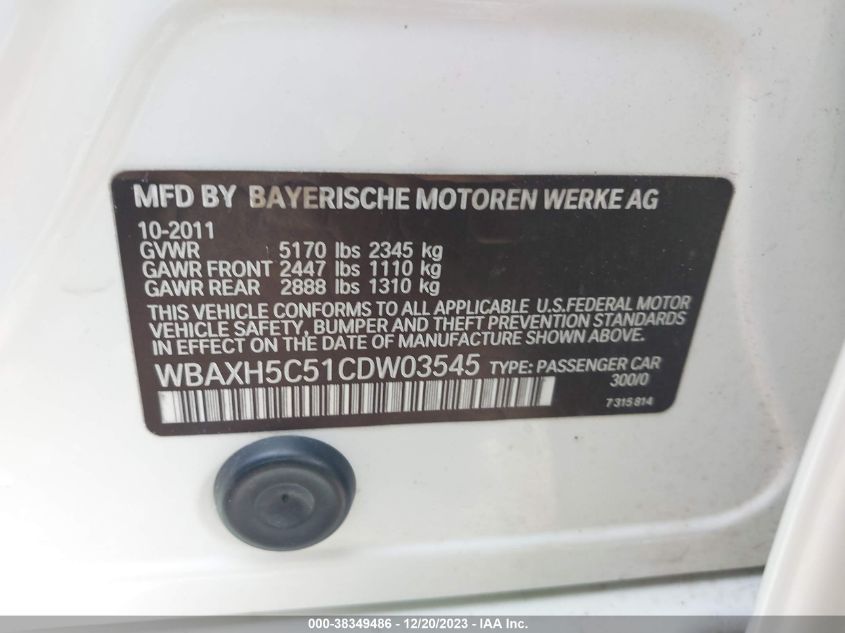 MFD BY BAYERISCHE MOTOREN WERKE AG
10-2011
GVWR 5170 lbs 2345 kg
GAWR FRONT 2447 lbs 1110 kg
GAWR REAR 2888 lbs 1310 kg
THIS VEHICLE CONFORMS TO ALL APPLICABLE U.S.FEDERAL MOTOR
VEHICLE SAFETY, BUMPER AND THEFT PREVENTION STANDARDS
IN EFFECT ON THE DATE OF MANUFACTURE SHOWN ABOVE.
WBAXH5C51CDW03545 TYPE: PASSENGER CAR
300/0
7315814
000-38349486 - 12/20/2023 - IAA Inc.